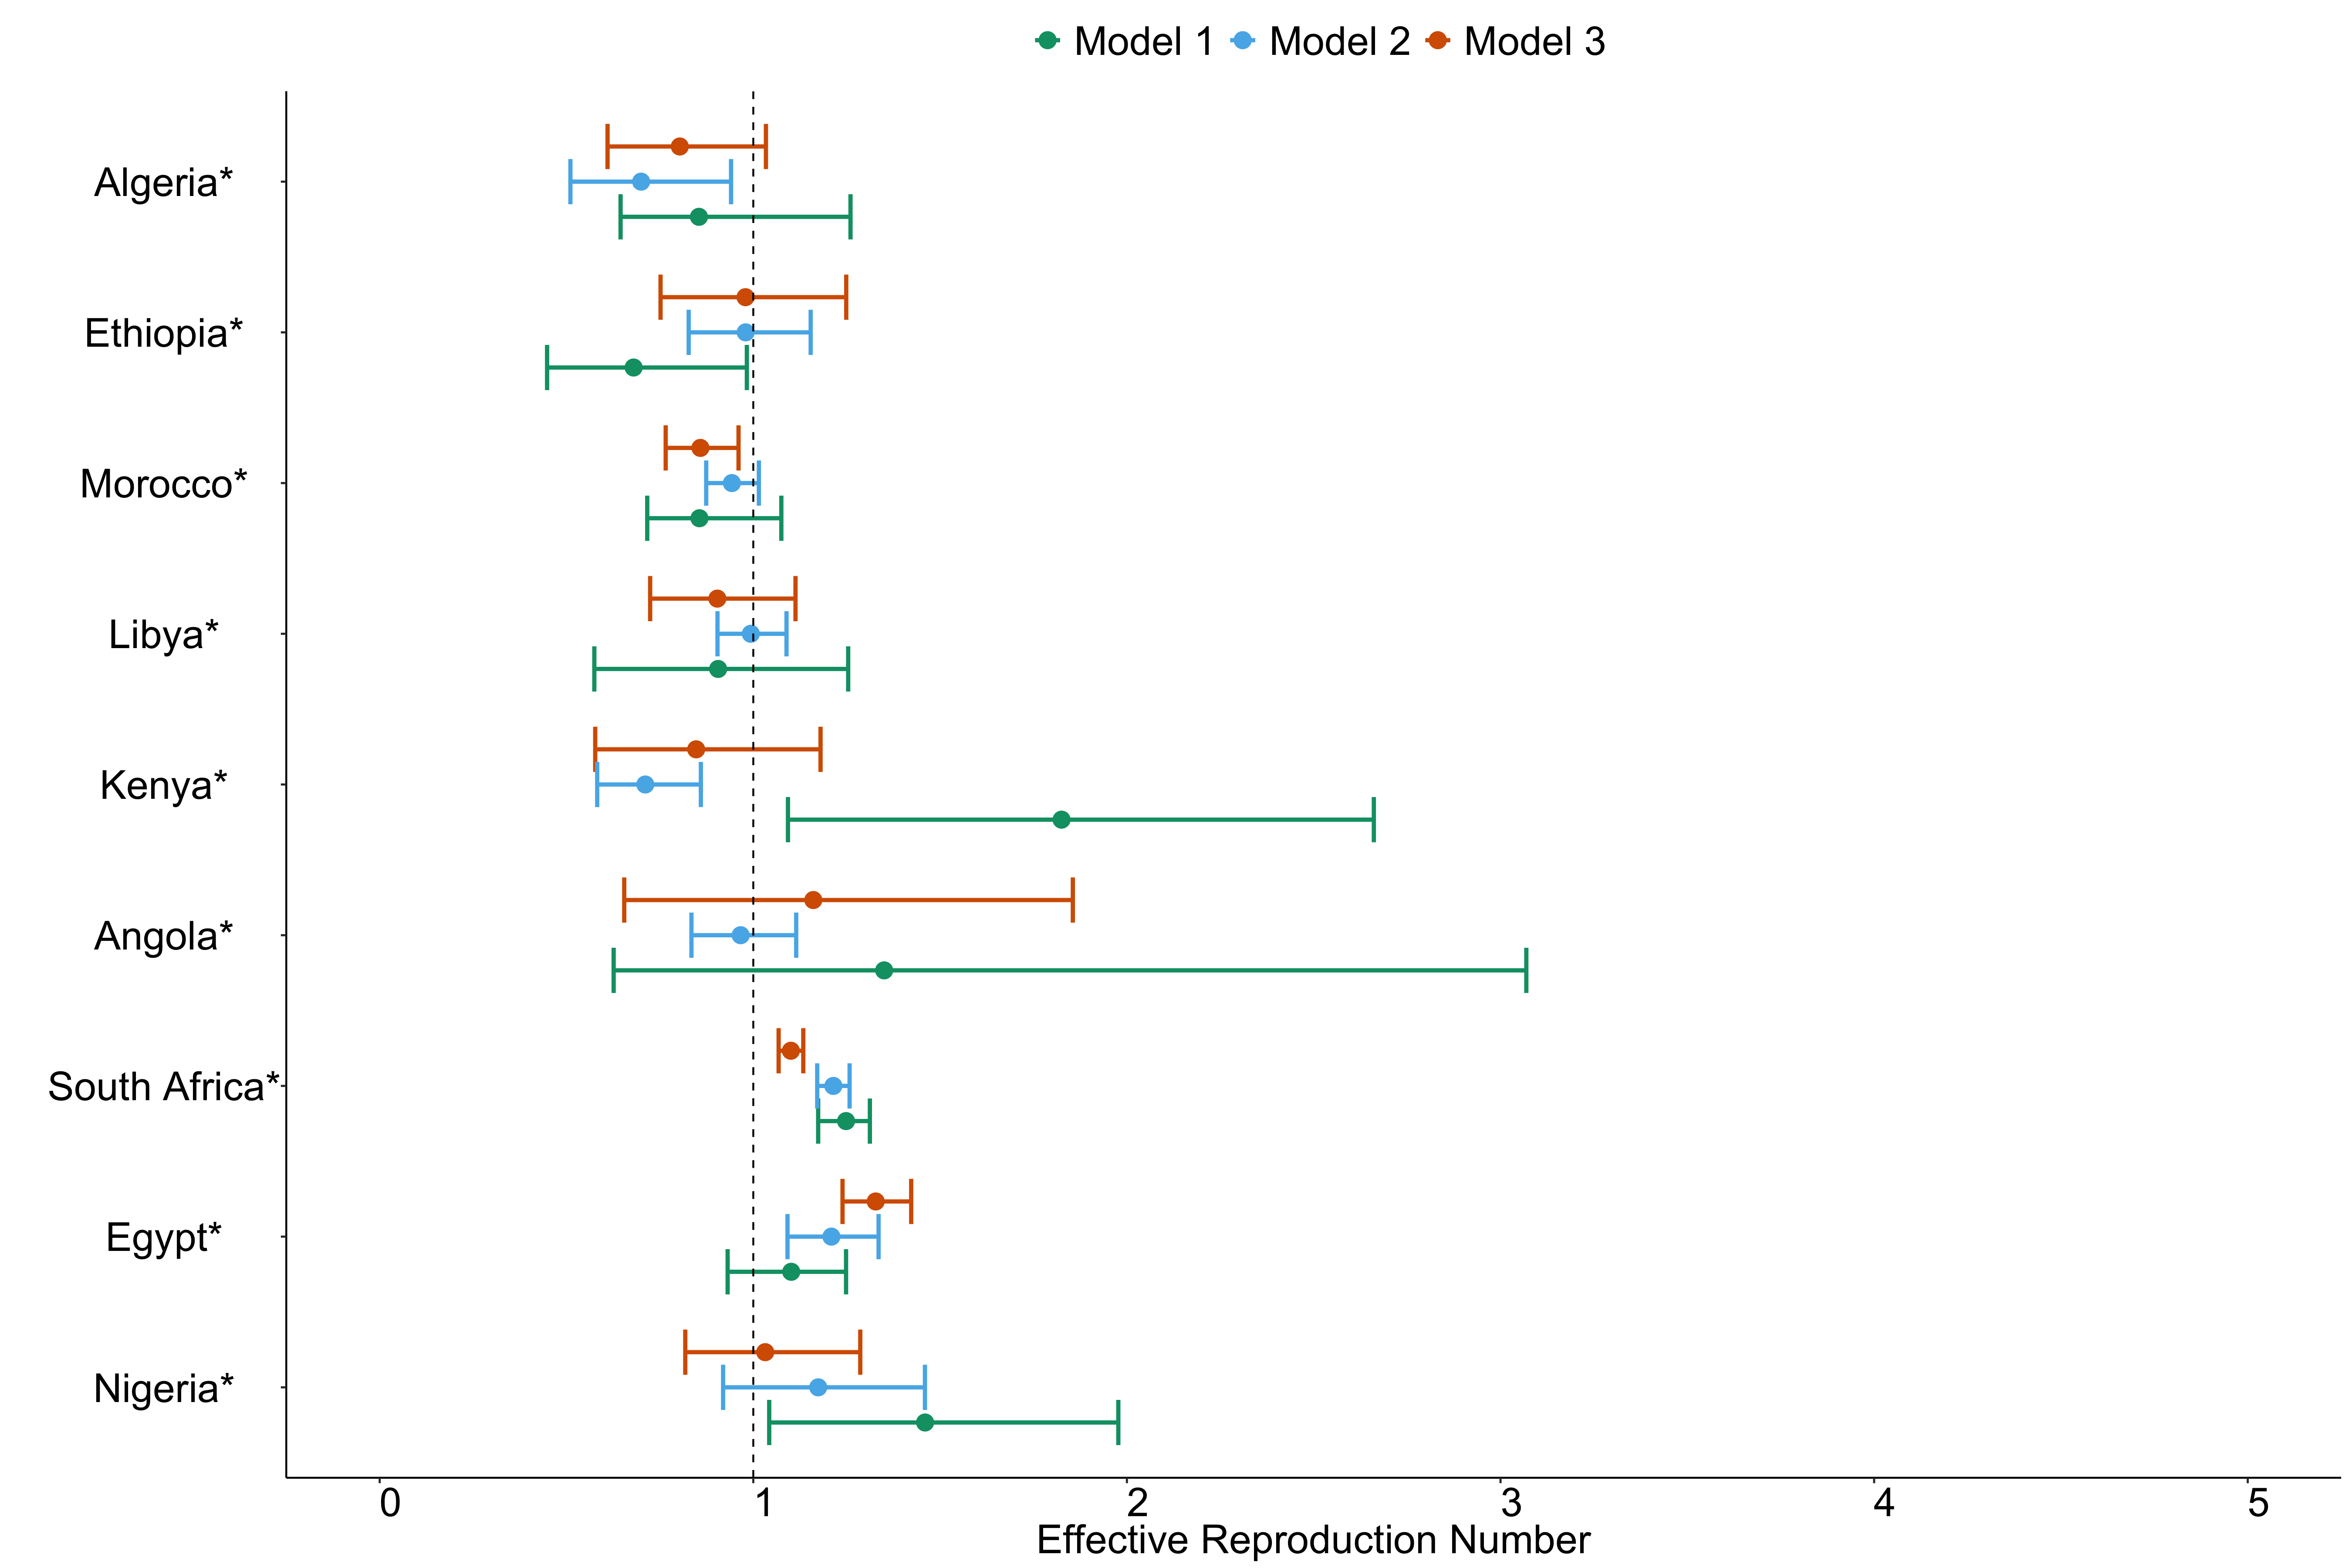 Model 1 Model 2 Model 3
Algeria*
Ethiopia*
Morocco*
Libya*
Kenya*
Angola*
South Africa*
Egypt*
Nigeria*
0 1 2 3 4 5
Effective Reproduction Number